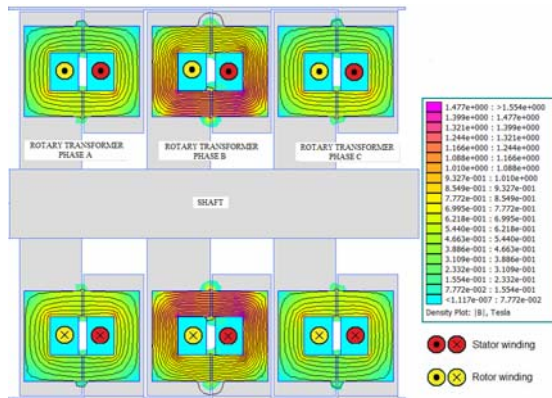 ROTARY TRANSFORMER
PHASE A
ROTARY TRANSFORMER
PHASE B
ROTARY TRANSFORMER
PHASE C
SHAFT
1.477e+000 : >1.554e+000
1.399e+000 : 1.477e+000
1.321e+000 : 1.399e+000
1.244e+000 : 1.321e+000
1.166e+000 : 1.244e+000
1.088e+000 : 1.166e+000
1.010e+000 : 1.088e+000
9.327e-001 : 1.010e+000
8.549e-001 : 9.327e-001
7.772e-001 : 8.549e-001
6.995e-001 : 7.772e-001
6.218e-001 : 6.995e-001
5.440e-001 : 6.218e-001
4.663e-001 : 5.440e-001
3.886e-001 : 4.663e-001
3.109e-001 : 3.886e-001
2.332e-001 : 3.109e-001
1.554e-001 : 2.332e-001
7.772e-002 : 1.554e-001
<1.117e-007 : 7.772e-002
Density Plot: |B|, Tesla
Stator winding
Rotor winding